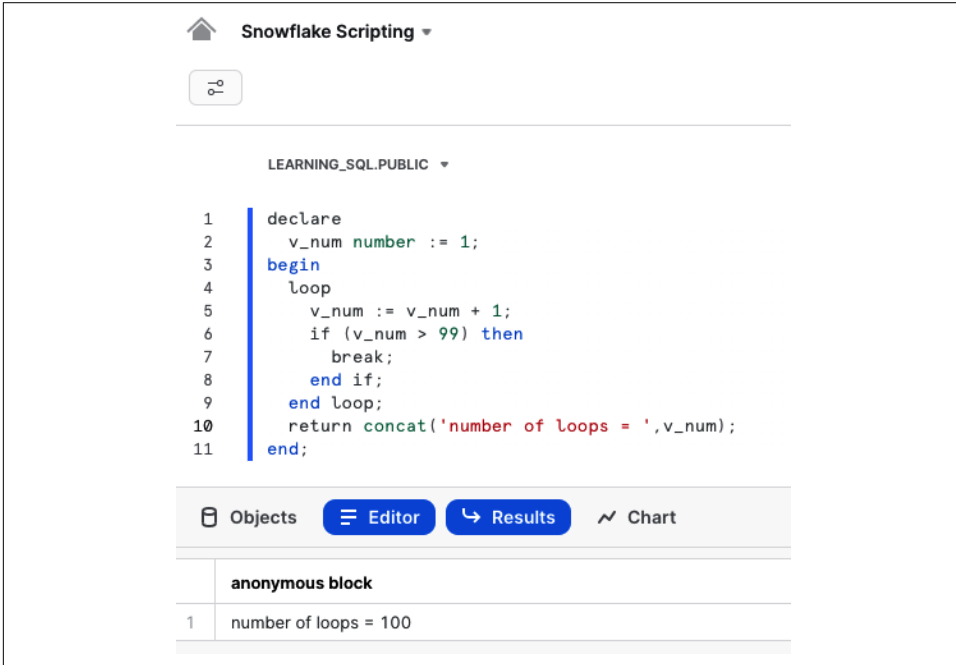 Snowflake Scripting
LEARNING_SQL.PUBLIC
1 declare
2   v_num number := 1;
3 begin
4   loop
5     v_num := v_num + 1;
6     if (v_num > 99) then
7       break;
8     end if;
9   end loop;
10   return concat('number of loops = ',v_num);
11 end;
Objects Editor Results Chart
anonymous block
1 number of loops = 100